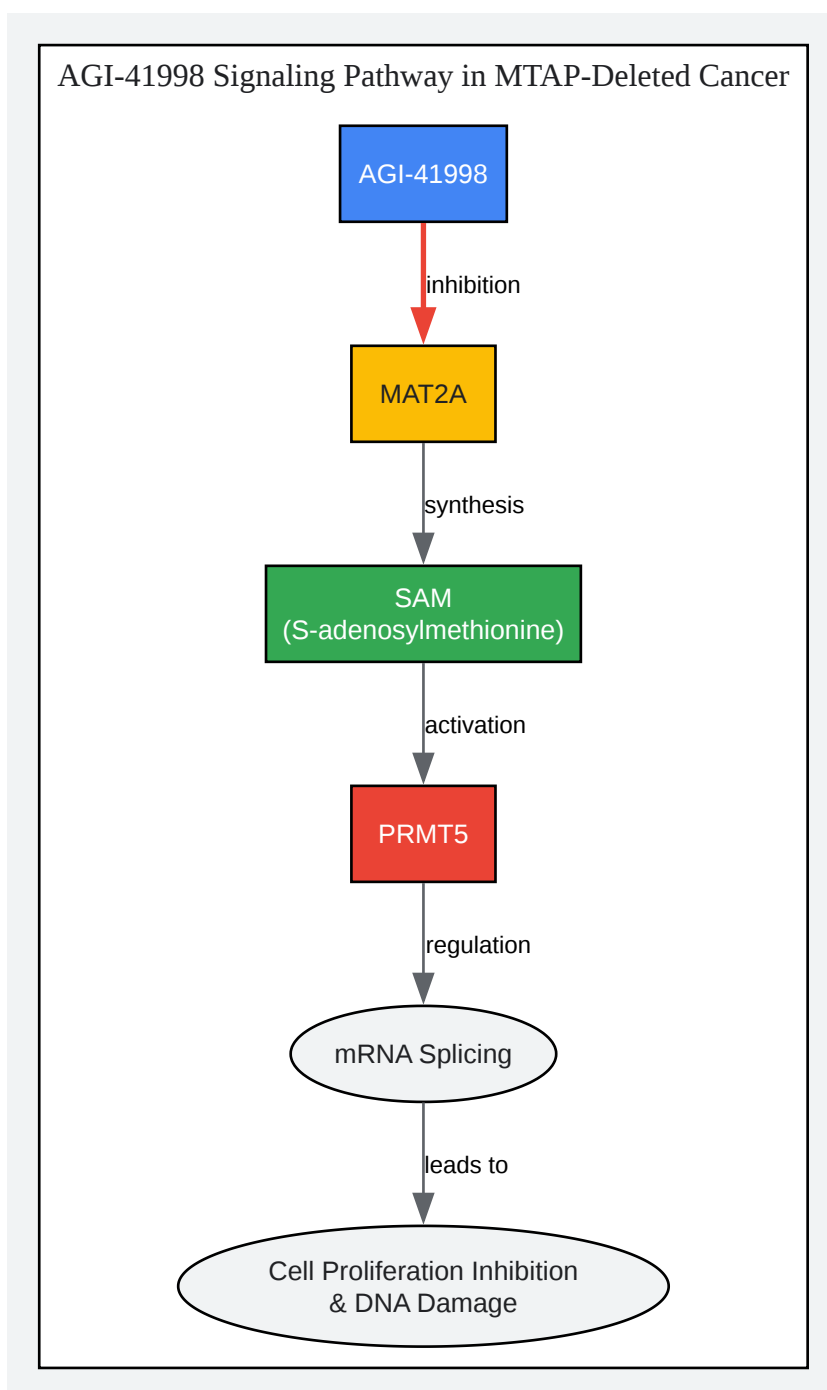 AGI-41998 Signaling Pathway in MTAP-Deleted Cancer
AGI-41998
inhibition
MAT2A
synthesis
SAM
(S-adenosylmethionine)
activation
PRMT5
regulation
mRNA Splicing
leads to
Cell Proliferation Inhibition
& DNA Damage